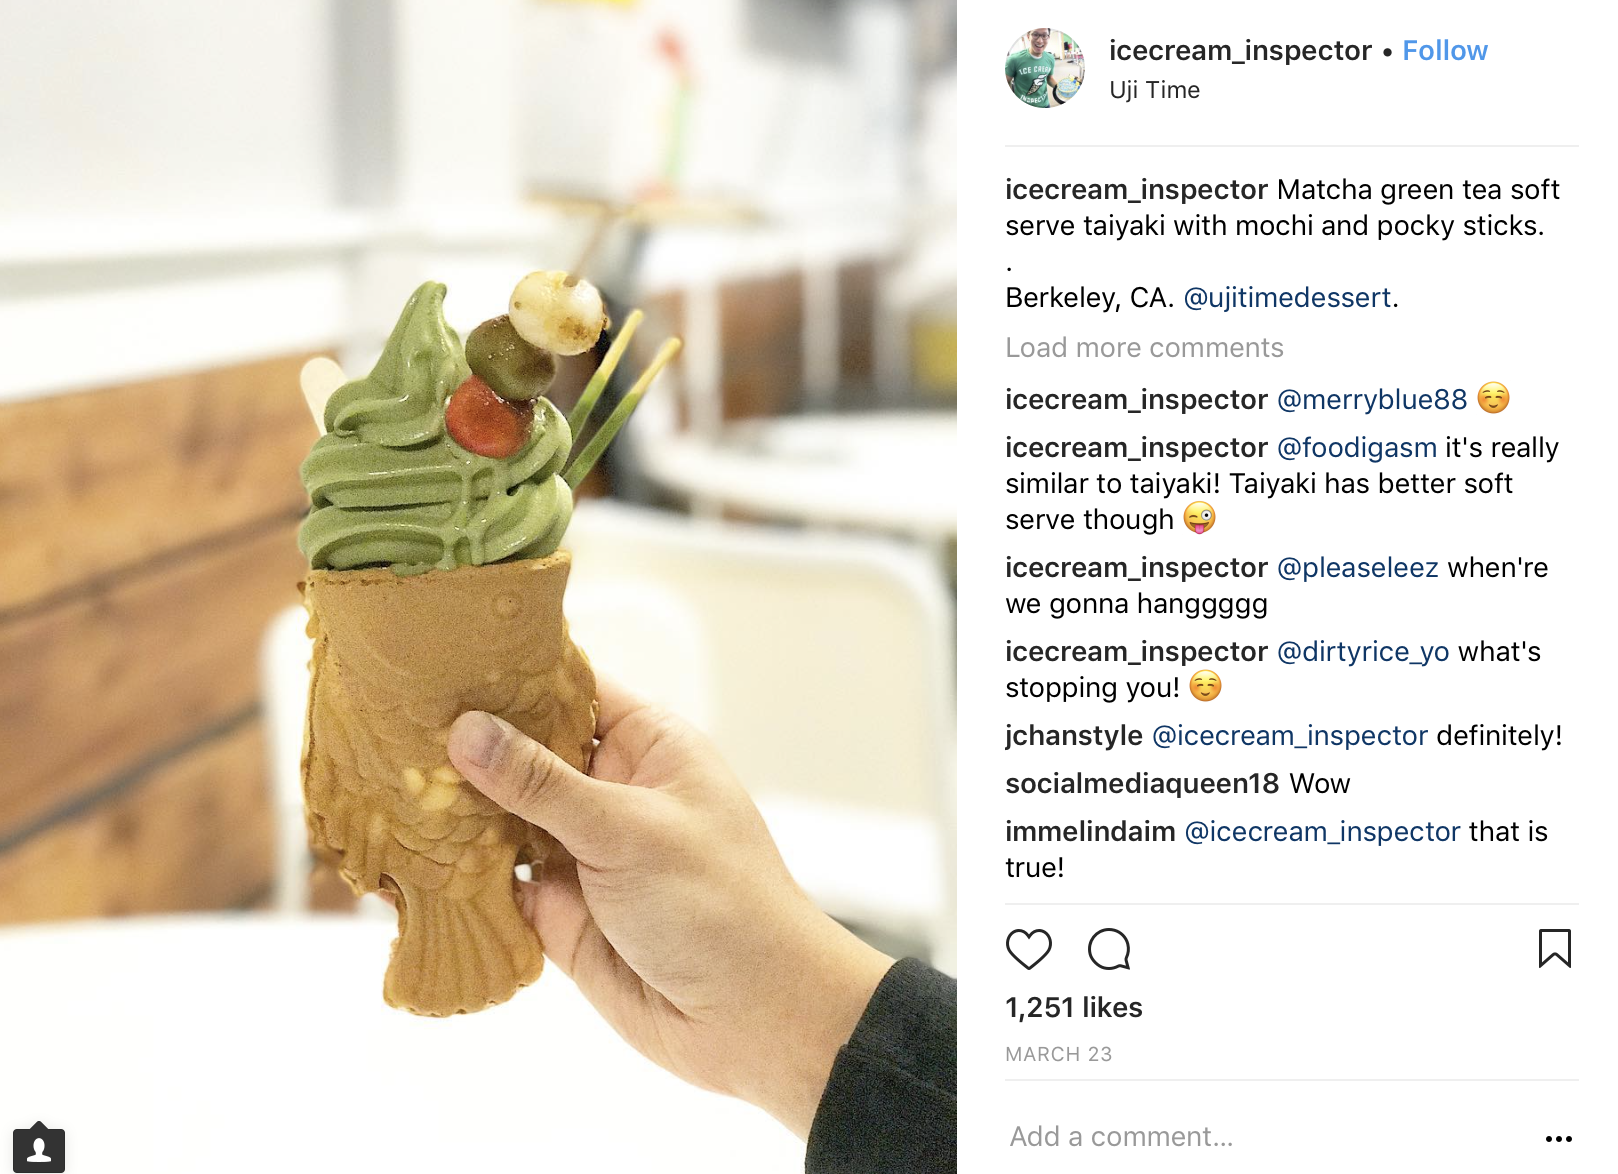 icecream_inspector • Follow
Uji Time
icecream_inspector Matcha green tea soft
serve taiyaki with mochi and pocky sticks.
.
Berkeley, CA. @ujitimedessert.
Load more comments
icecream_inspector @merryblue88 ☺️
icecream_inspector @foodigasm it's really
similar to taiyaki! Taiyaki has better soft
serve though 😜
icecream_inspector @pleaseleez when're
we gonna hanggggg
icecream_inspector @dirtyrice_yo what's
stopping you! ☺️
jchanstyle @icecream_inspector definitely!
socialmediaqueen18 Wow
immelindaim @icecream_inspector that is
true!
1,251 likes
MARCH 23
Add a comment...